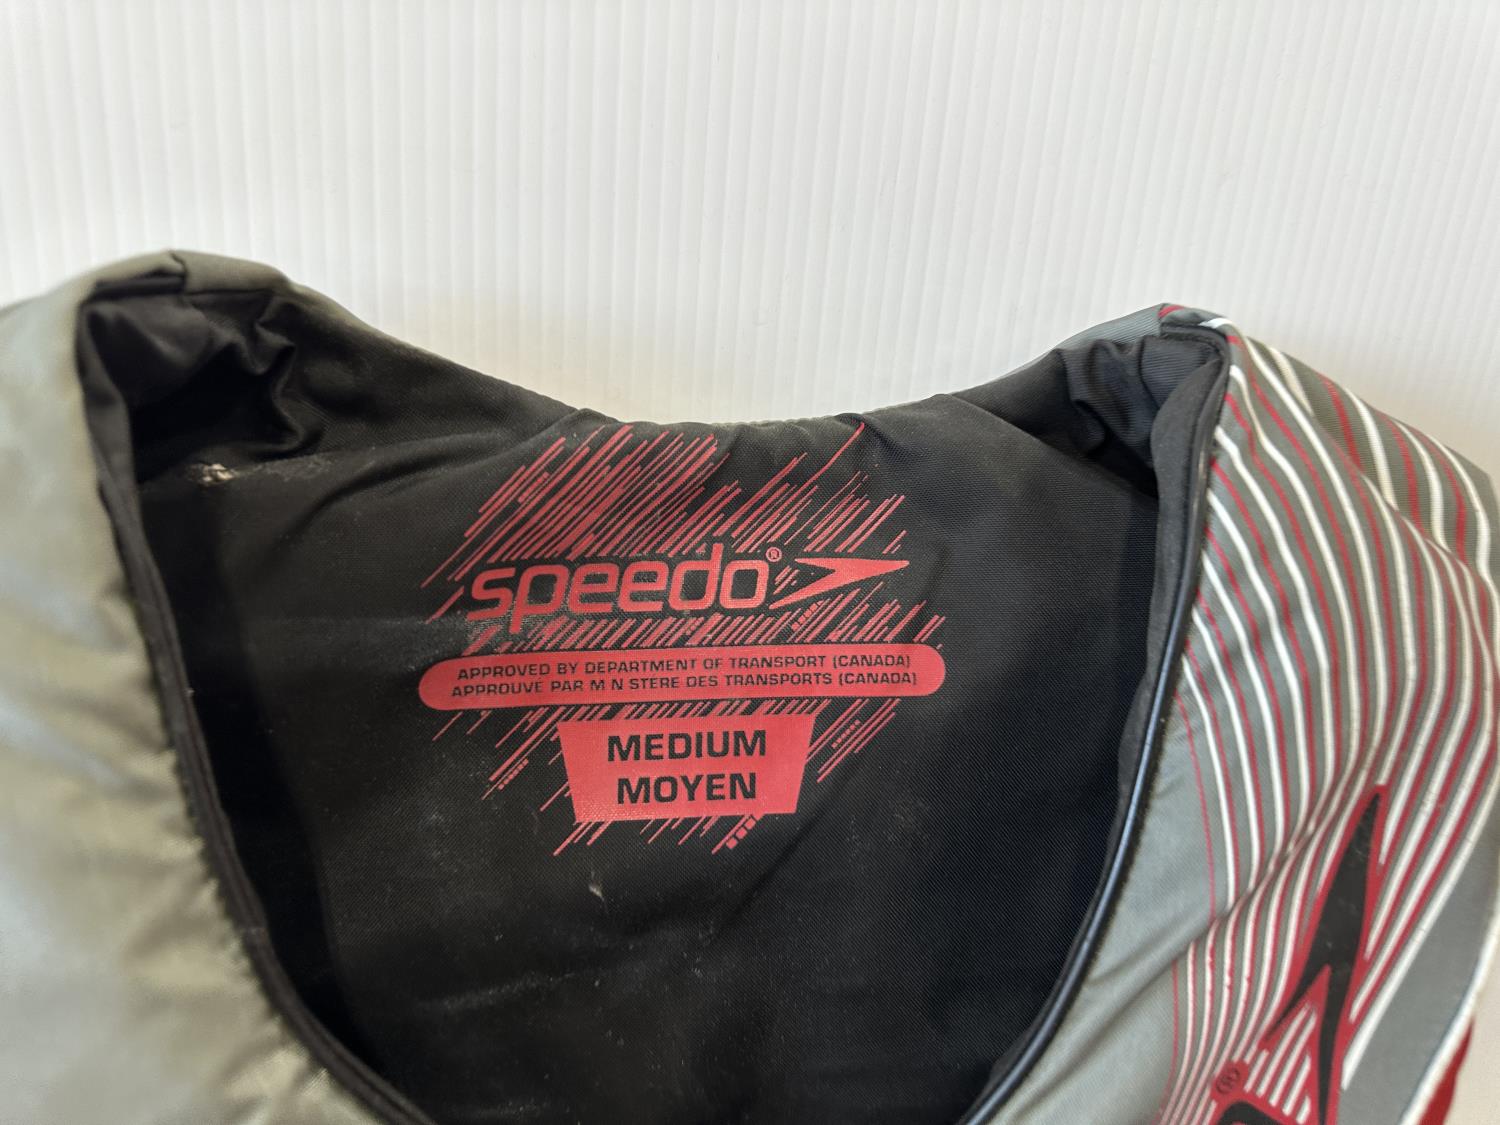 speedo®
APPROVED BY DEPARTMENT OF TRANSPORT (CANADA)
APPROUVE PAR M N STERE DES TRANSPORTS (CANADA)
MEDIUM
MOYEN
®